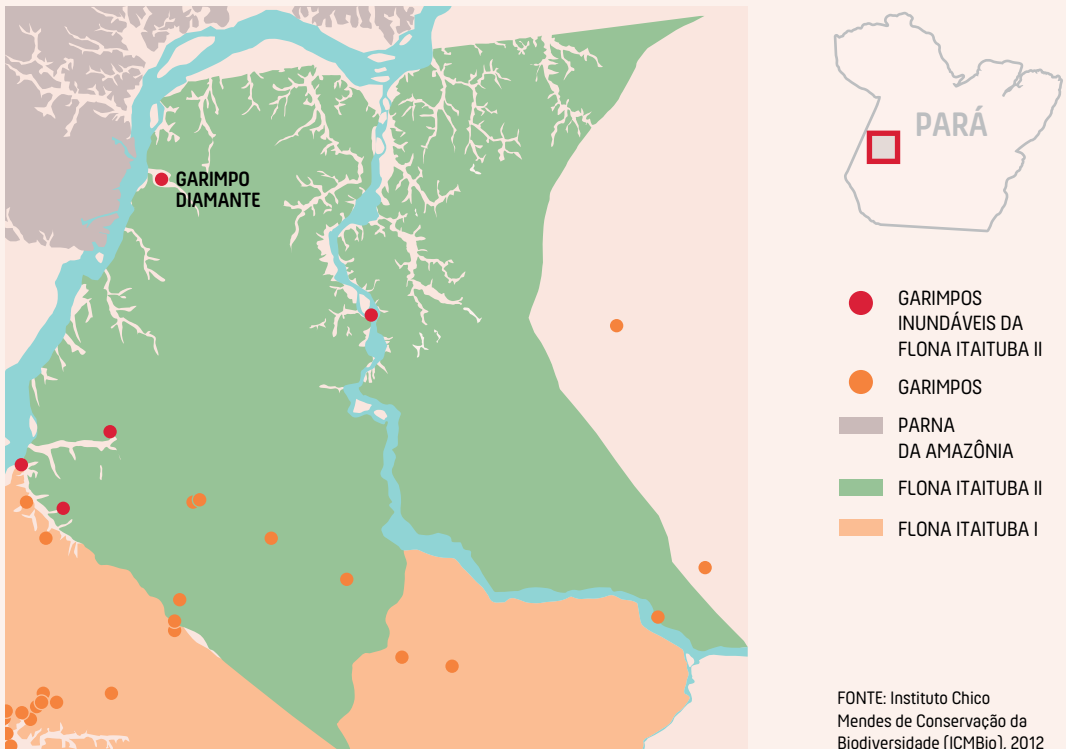 GARIMPO
DIAMANTE
PARÁ
GARIMPOS
INUNDÁVEIS DA
FLONA ITAITUBA II
GARIMPOS
PARNA
DA AMAZÔNIA
FLONA ITAITUBA II
FLONA ITAITUBA I
FONTE: Instituto Chico
Mendes de Conservação da
Biodiversidade (ICMBio), 2012